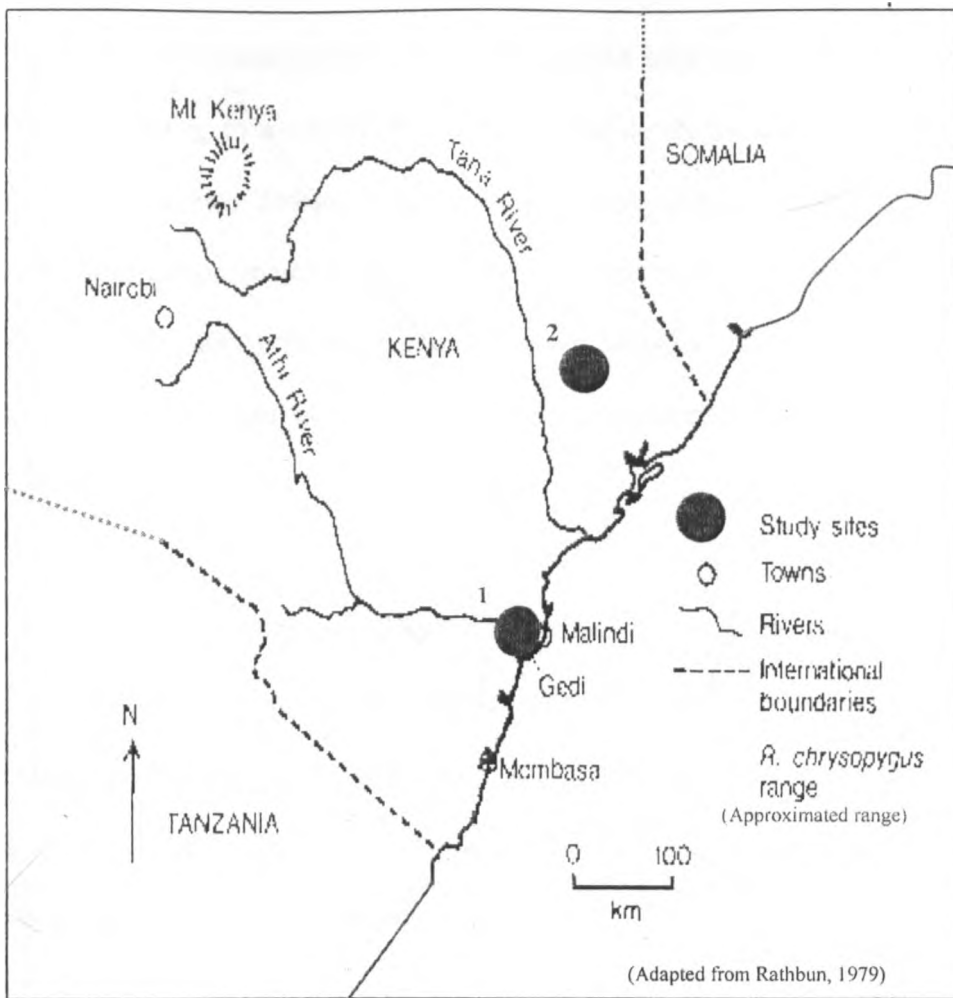 Mt Kenya
Tana River
SOMALIA
Nairobi
2
KENYA
Athi River
Study sites
Towns
1
Malindi
Rivers
Gedi
International
boundaries
N
R. chrysopygus
range
(Approximated range)
Mombasa
TANZANIA
0 100
km
(Adapted from Rathbun, 1979)